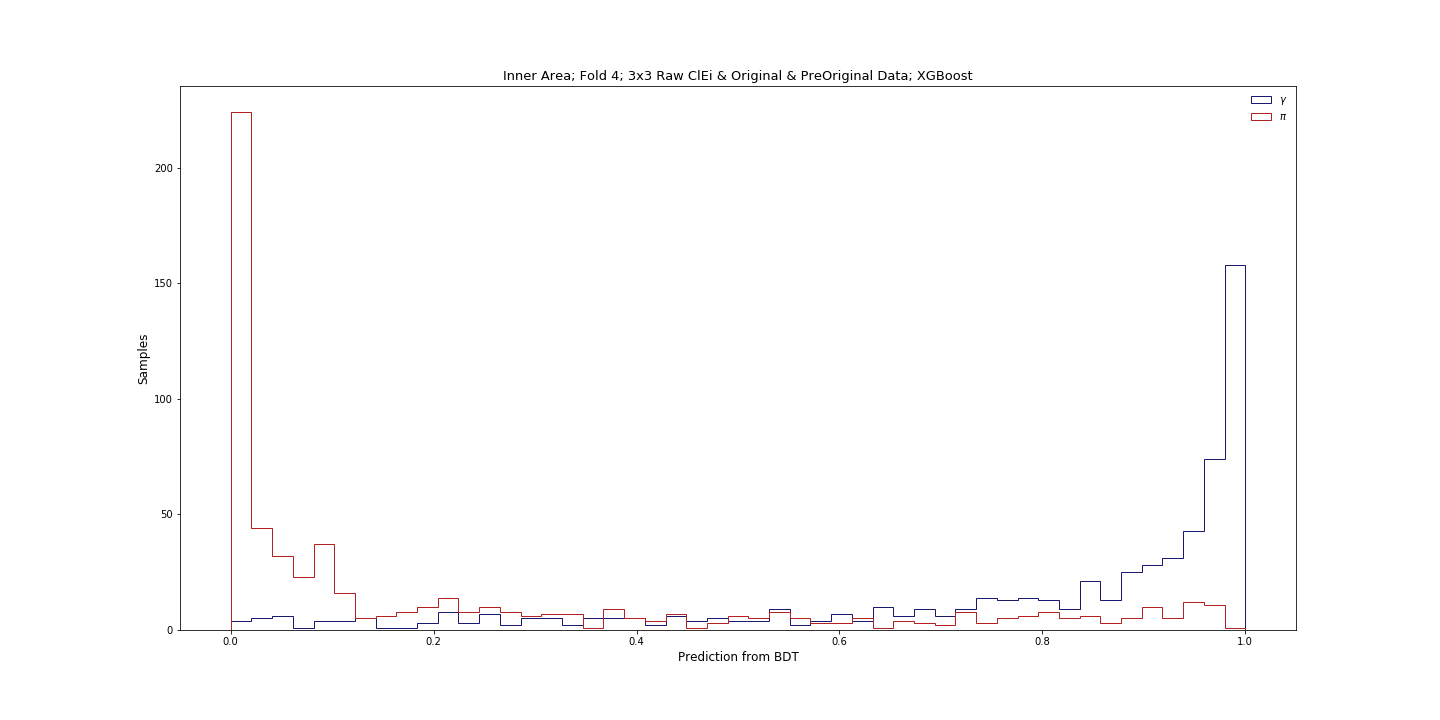 Inner Area; Fold 4; 3x3 Raw ClEi & Original & PreOriginal Data; XGBoost
γ
π
Samples
200
150
100
50
0
0.0 0.2 0.4 0.6 0.8 1.0
Prediction from BDT